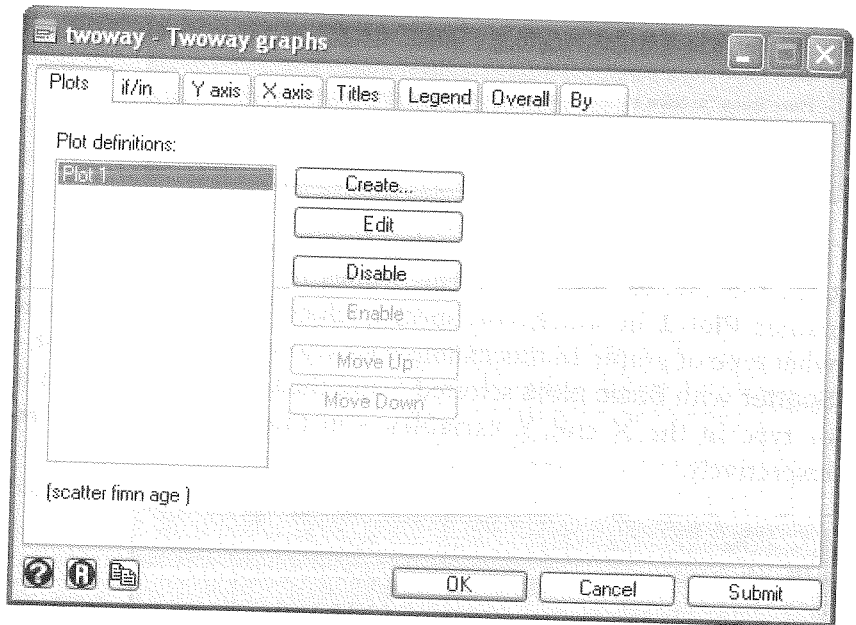 twoway - Twoway graphs
Plots if/in Y axis X axis Titles Legend Overall By
Plot definitions:
Plot 1
Create...
Edit
Disable
Enable
Move Up
Move Down
(scatter fimn age )
OK Cancel Submit